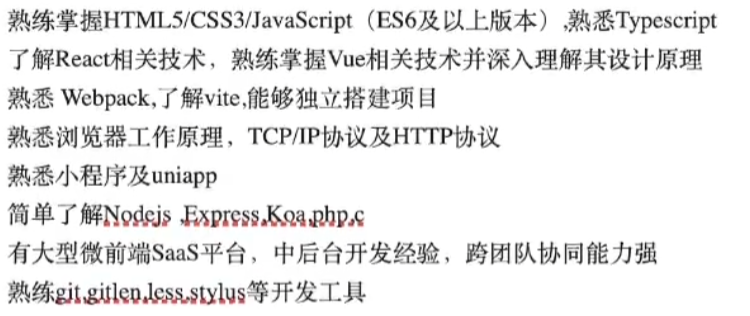 熟练掌握HTML5/CSS3/JavaScript（ES6及以上版本）,熟悉Typescript
了解React相关技术，熟练掌握Vue相关技术并深入理解其设计原理
熟悉 Webpack,了解vite,能够独立搭建项目
熟悉浏览器工作原理，TCP/IP协议及HTTP协议
熟悉小程序及uniapp
简单了解Nodejs ,Express,Koa,php,c
有大型微前端SaaS平台，中后台开发经验，跨团队协同能力强
熟练git,gitlen,less,stylus等开发工具